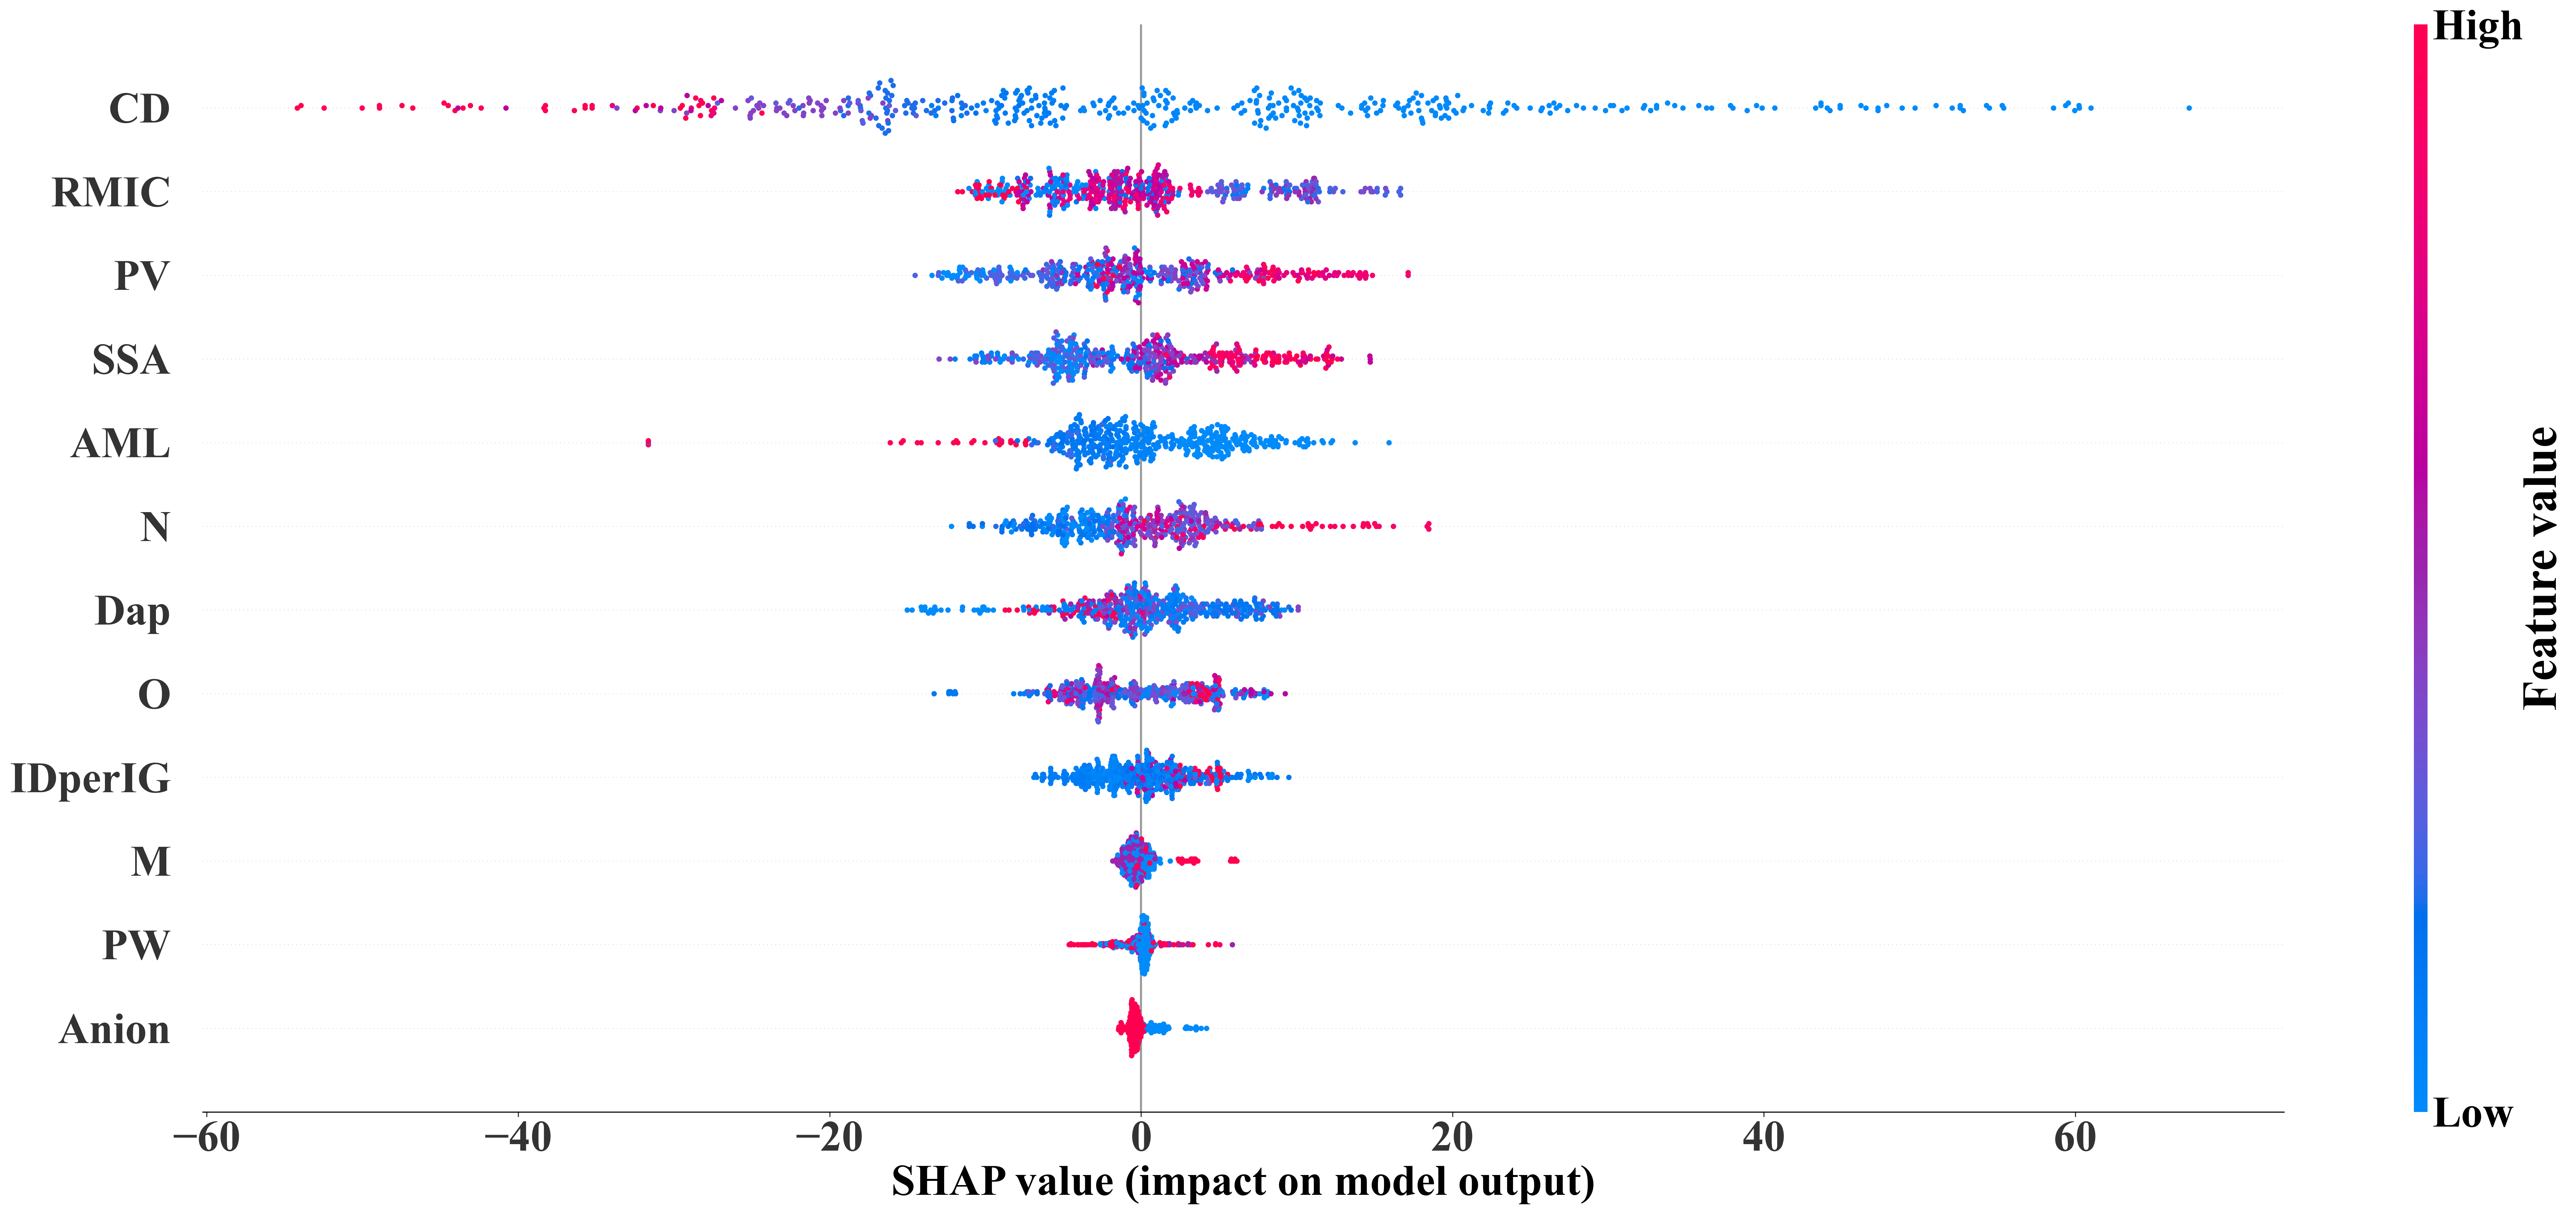 High
CD
RMIC
PV
SSA
AML
N
Dap
O
IDperIG
M
PW
Anion
Feature value
Low
−60 −40 −20 0 20 40 60
SHAP value (impact on model output)